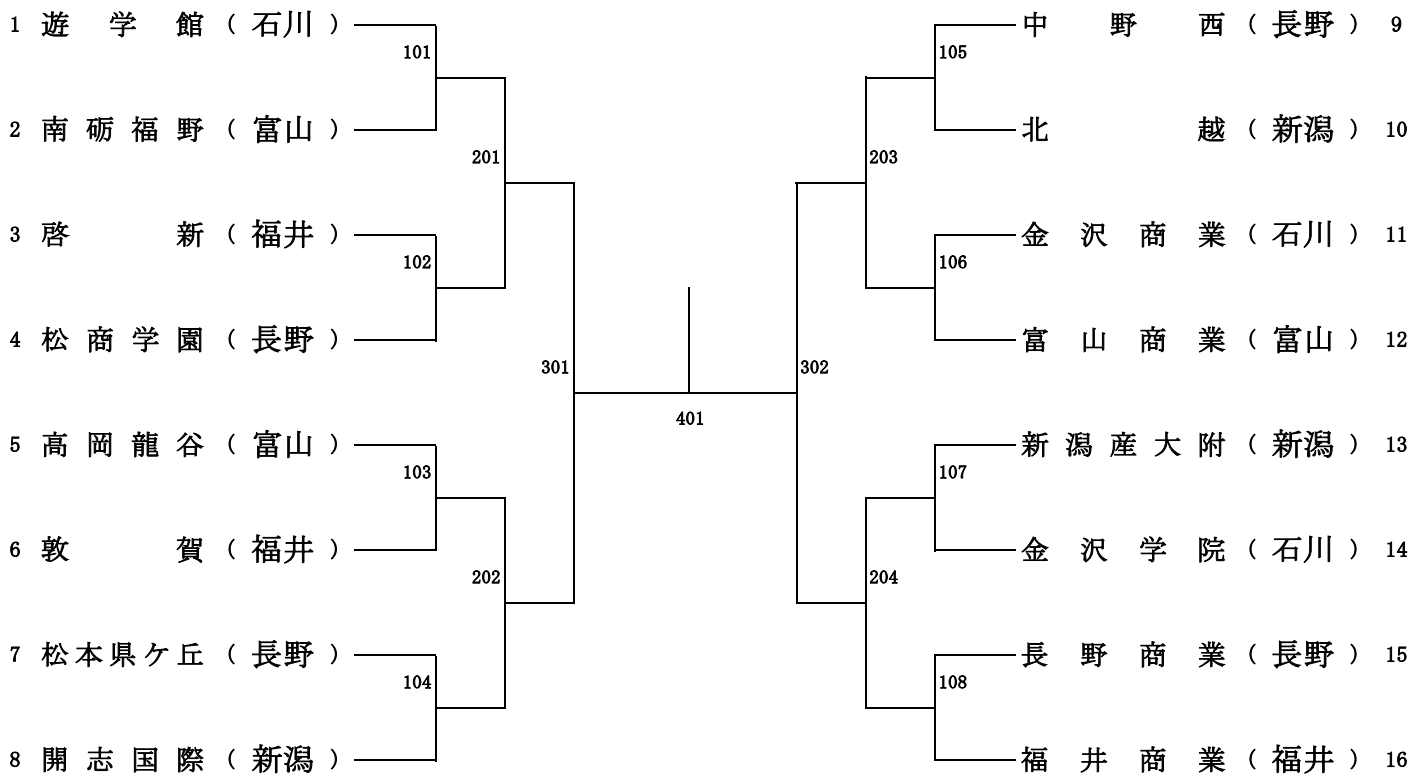 1 遊学館（石川）
101
2 南砺福野（富山）
201
3 啓新（福井）
102
4 松商学園（長野）
301
5 高岡龍谷（富山）
103
6 敦賀（福井）
202
7 松本県ケ丘（長野）
104
8 開志国際（新潟）
401
中野西（長野） 9
105
北越（新潟） 10
203
金沢商業（石川） 11
106
富山商業（富山） 12
302
新潟産大附（新潟） 13
107
金沢学院（石川） 14
204
長野商業（長野） 15
108
福井商業（福井） 16